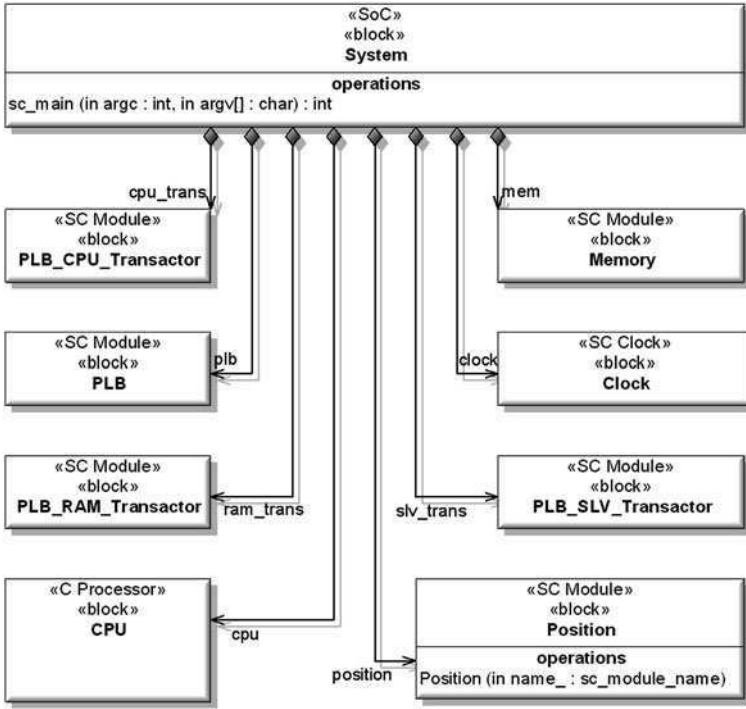 «SoC»
«block»
System
operations
sc_main (in argc : int, in argv[] : char) : int
cpu_trans
mem
«SC Module»
«block»
PLB_CPU_Transactor
«SC Module»
«block»
Memory
«SC Module»
«block»
PLB
plb
clock
«SC Clock»
«block»
Clock
«SC Module»
«block»
PLB_RAM_Transactor
ram_trans
slv_trans
«SC Module»
«block»
PLB_SLV_Transactor
«C Processor»
«block»
CPU
cpu
position
«SC Module»
«block»
Position
operations
Position (in name_ : sc_module_name)